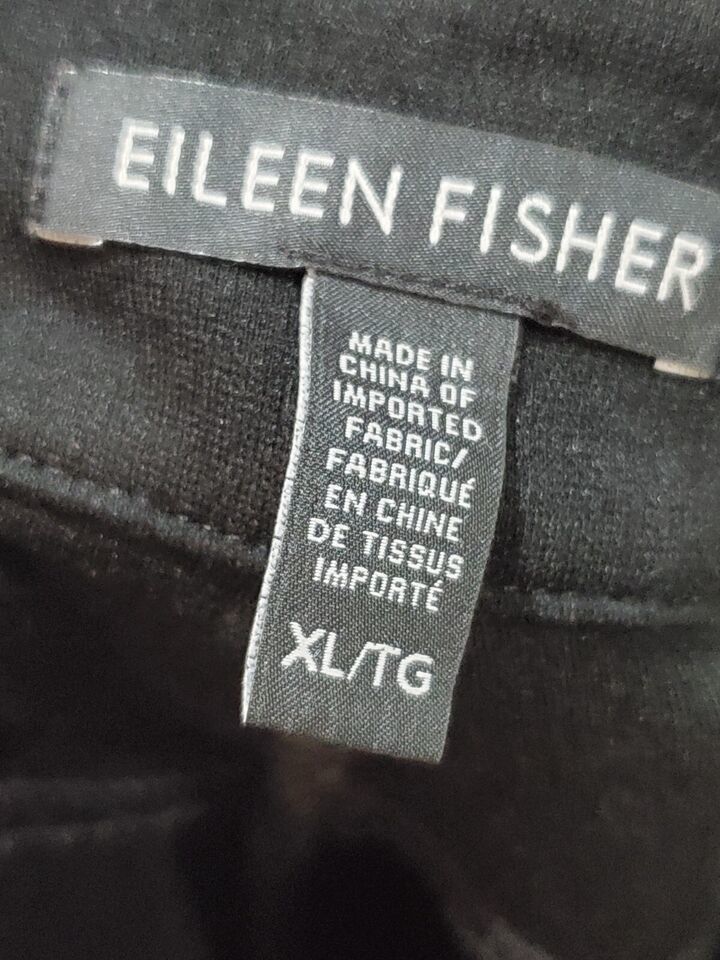 EILEEN FISHER
MADE IN
CHINA OF
IMPORTED
FABRIC/
FABRIQUÉ
EN CHINE
DE TISSUS
IMPORTÉ
XL/TG